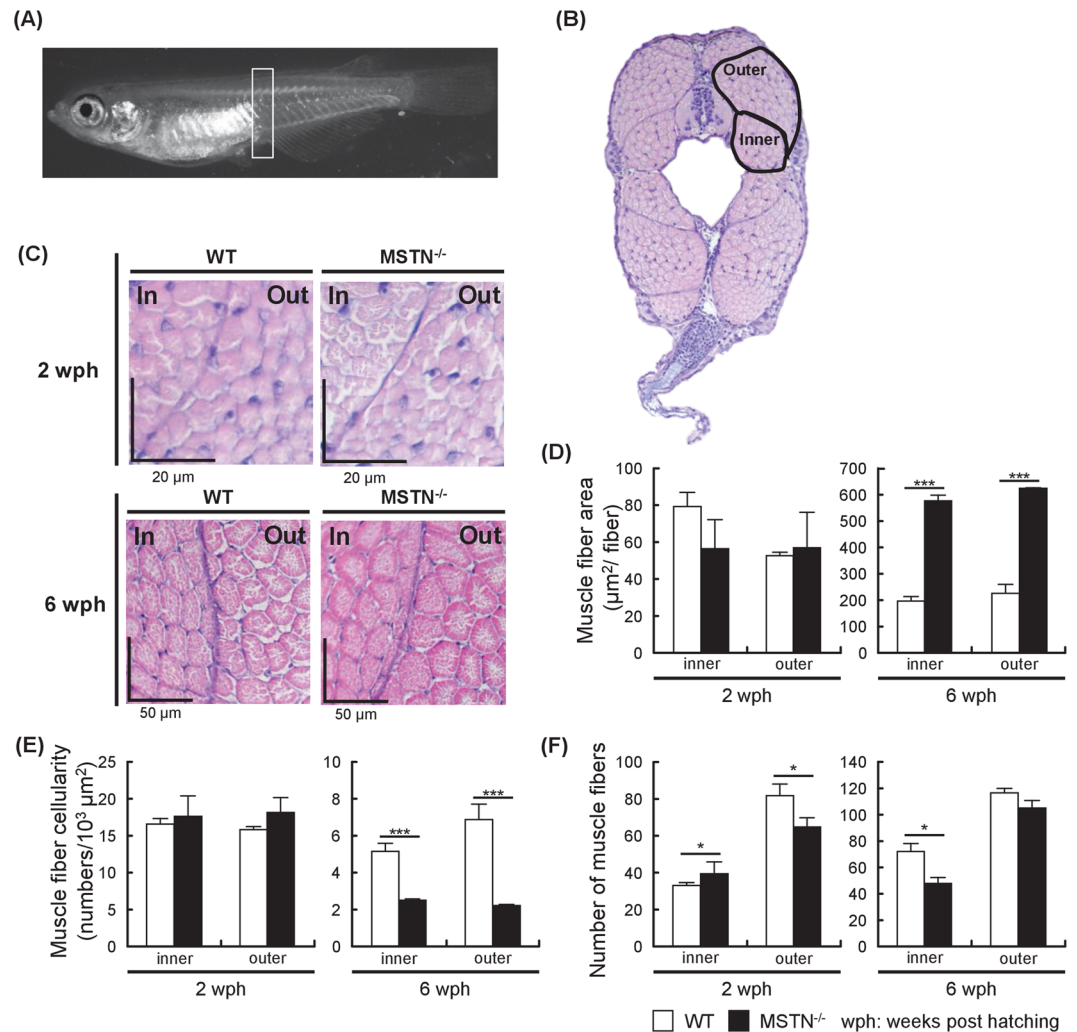 (A)
(B)
Outer
Inner
(C)
WT MSTN-/-
In Out In Out
2 wph
20 µm 20 µm
WT MSTN-/-
In Out In Out
6 wph
50 µm 50 µm
(D)
Muscle fiber area
(µm2/ fiber)
100
80
60
40
20
0
inner outer
2 wph
700
600
500
400
300
200
100
0
*** ***
inner outer
6 wph
(E)
Muscle fiber cellularity
(numbers/103 µm2)
25
20
15
10
5
0
inner outer
2 wph
10
8
6
4
2
0
*** ***
inner outer
6 wph
(F)
Number of muscle fibers
100
80
60
40
20
0
* *
inner outer
2 wph
140
120
100
80
60
40
20
0
*
inner outer
6 wph
WT MSTN-/- wph: weeks post hatching